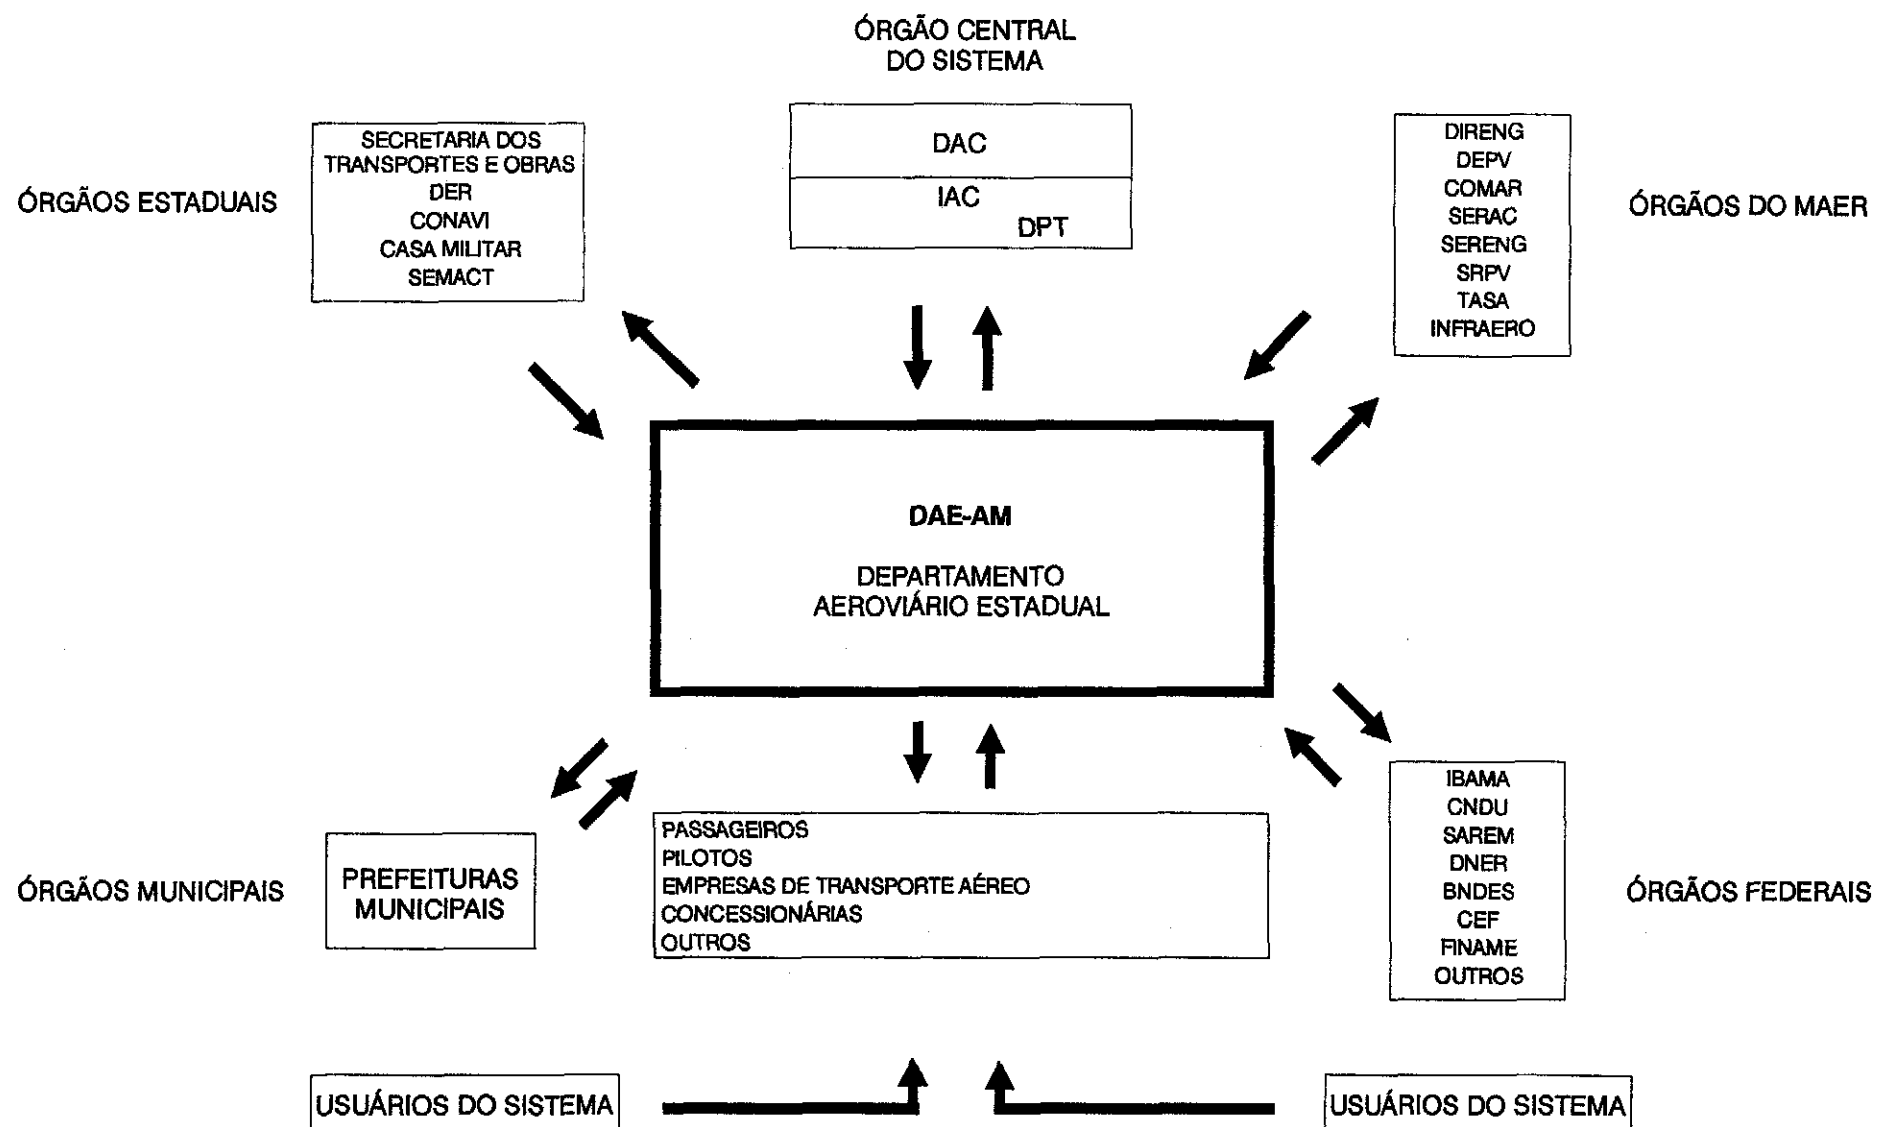 ÓRGÃO CENTRAL
DO SISTEMA
DAC
IAC
DPT
ÓRGÃOS ESTADUAIS
SECRETARIA DOS
TRANSPORTES E OBRAS
DER
CONAVI
CASA MILITAR
SEMACT
DIRENG
DEPV
COMAR
SERAC
SERENG
SRPV
TASA
INFRAERO
ÓRGÃOS DO MAER
DAE-AM
DEPARTAMENTO
AEROVIÁRIO ESTADUAL
ÓRGÃOS MUNICIPAIS
PREFEITURAS
MUNICIPAIS
PASSAGEIROS
PILOTOS
EMPRESAS DE TRANSPORTE AÉREO
CONCESSIONÁRIAS
OUTROS
IBAMA
CNDU
SAREM
DNER
BNDES
CEF
FINAME
OUTROS
ÓRGÃOS FEDERAIS
USUÁRIOS DO SISTEMA
USUÁRIOS DO SISTEMA